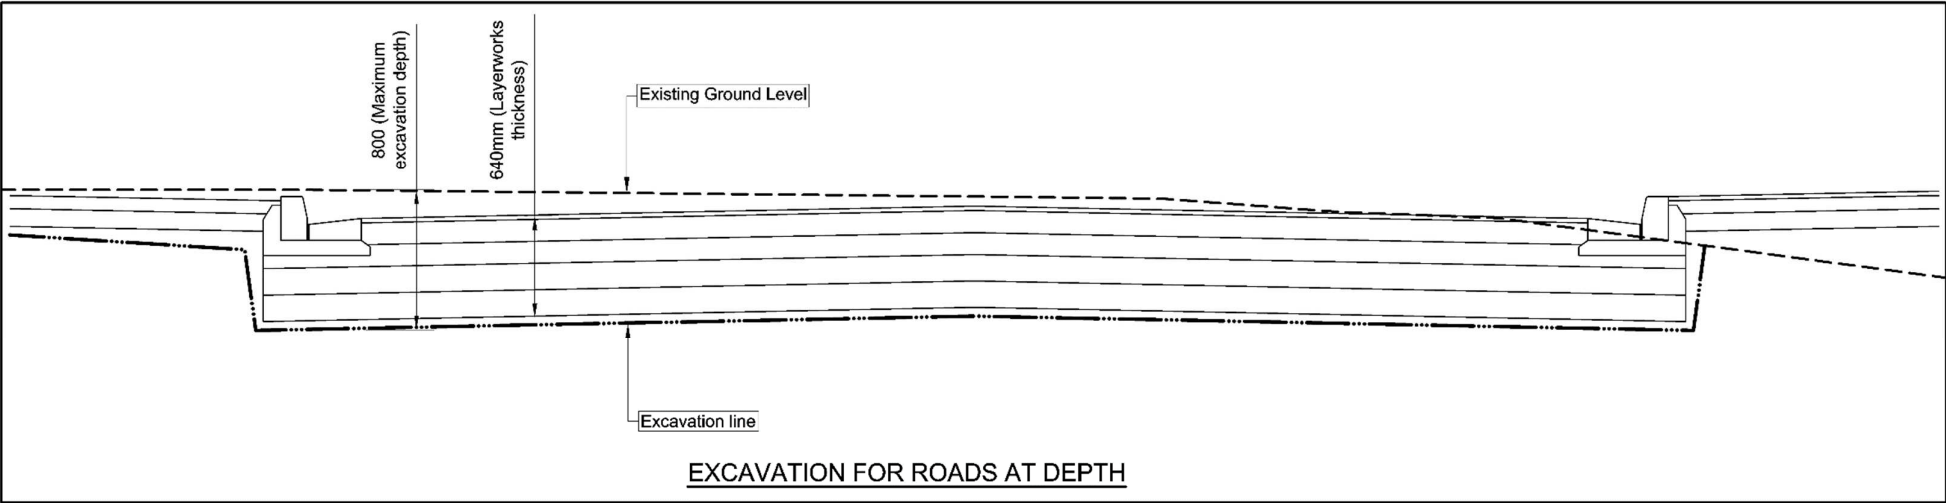 800 (Maximum
excavation depth)
640mm (Layerworks
thickness)
Existing Ground Level
Excavation line
EXCAVATION FOR ROADS AT DEPTH